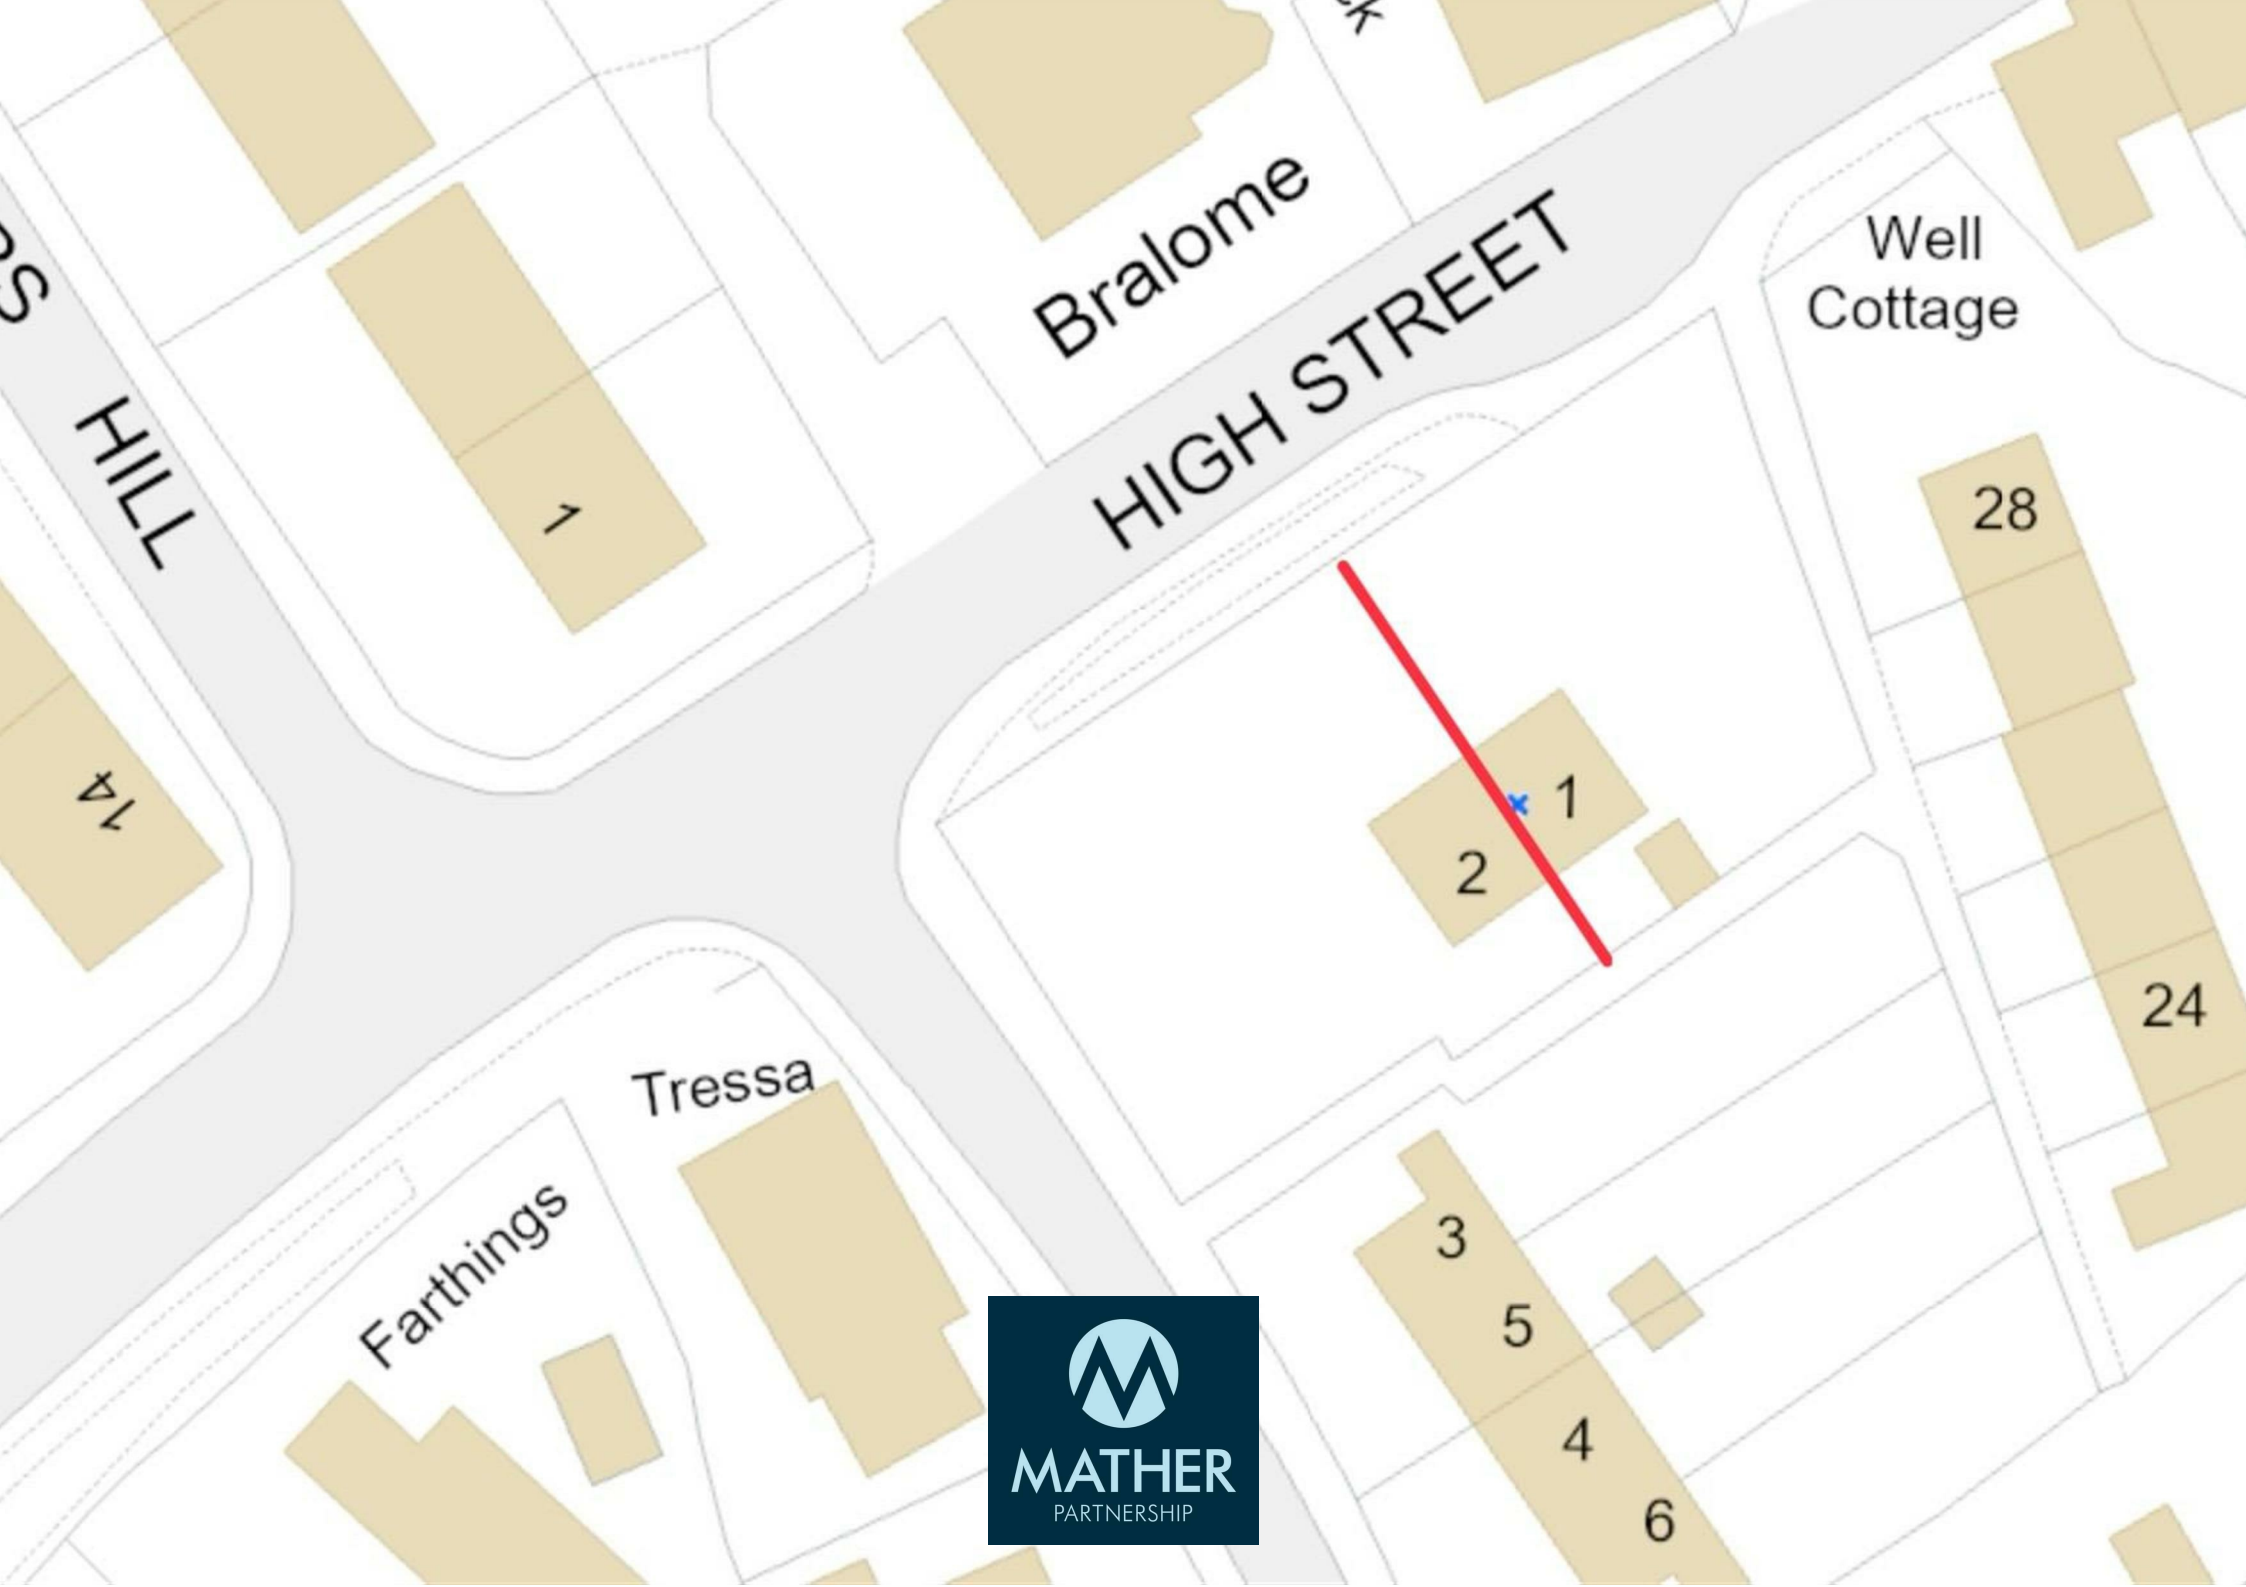 Bralome
HIGH STREET
Well
Cottage
HILL
1
28
14
1
2
24
Tressa
Farthings
3
5
4
6
MATHER
PARTNERSHIP